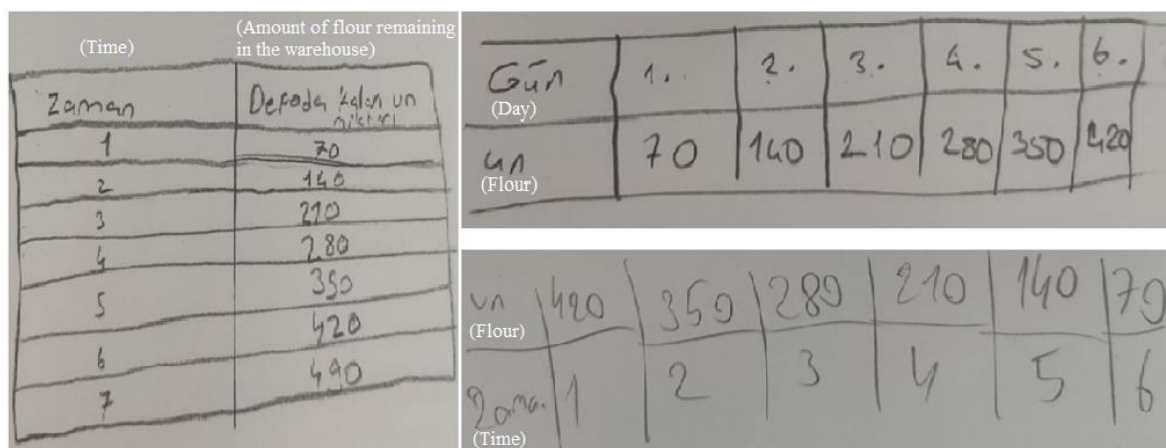 (Time)
(Amount of flour remaining
in the warehouse)
Zaman
Depoda kalan un
miktarı
1 70
2 140
3 210
4 280
5 350
6 420
7 490
Gün 1. 2. 3. 4. 5. 6.
(Day)
un 70 140 210 280 350 420
(Flour)
un 420 350 280 210 140 70
(Flour)
Zama. 1 2 3 4 5 6
(Time)